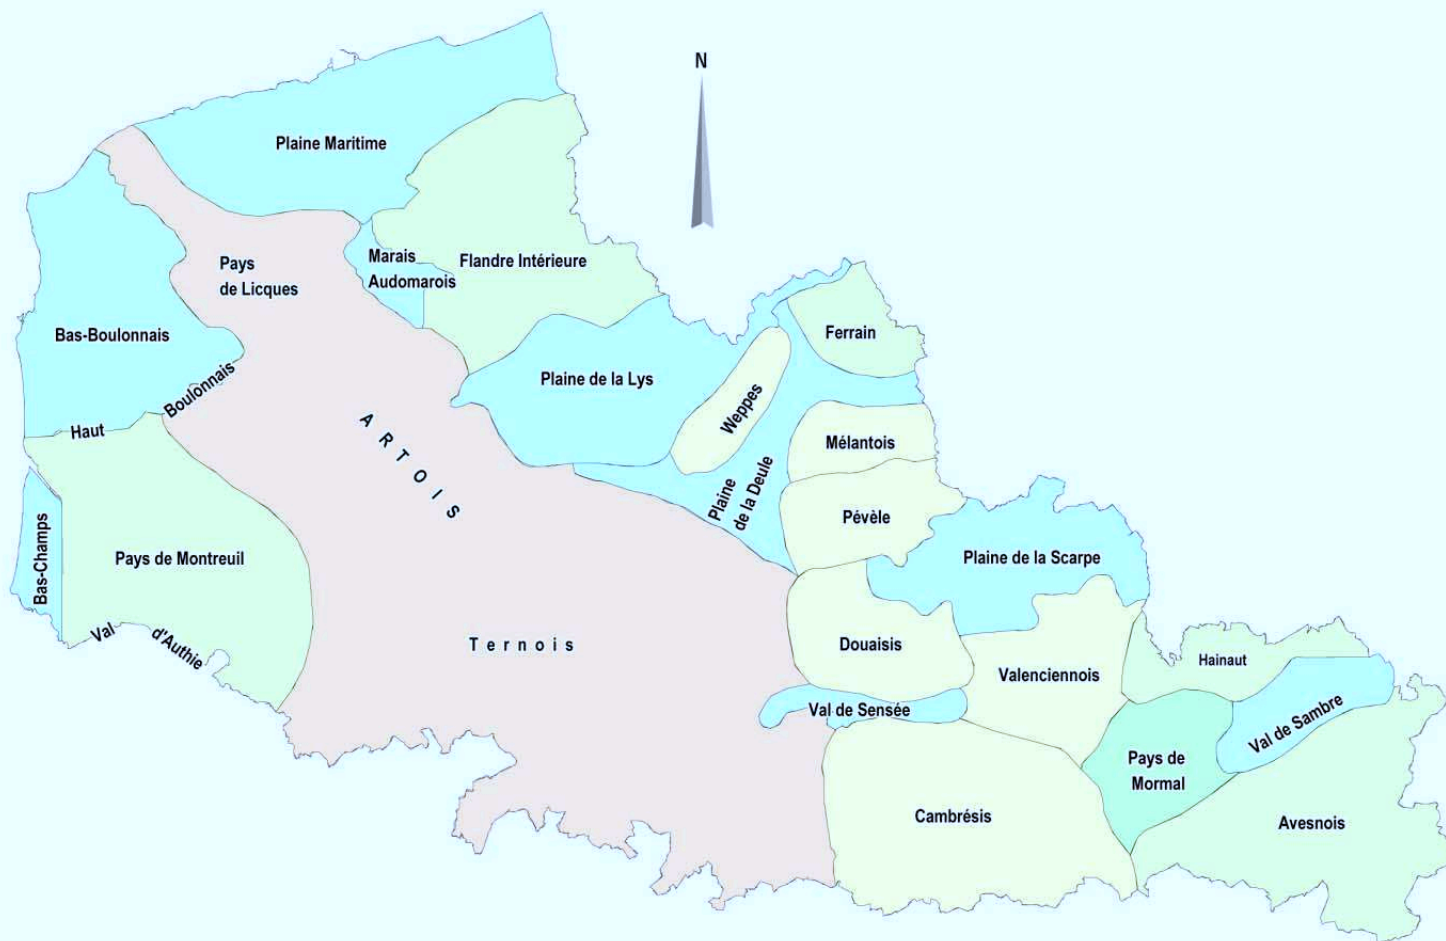 N
Plaine Maritime
Pays
de Licques
Marais
Audomarois
Flandre Intérieure
Bas-Boulonnais
Ferrain
Haut
Boulonnais
Plaine de la Lys
Weppes
ARTOIS
Mélantois
Plaine
de la Deule
Pévèle
Bas-Champs
Pays de Montreuil
Plaine de la Scarpe
Val
d'Authie
Ternois
Douaisis
Valenciennois
Hainaut
Val de Sensée
Val de Sambre
Pays de
Mormal
Cambrésis
Avesnois